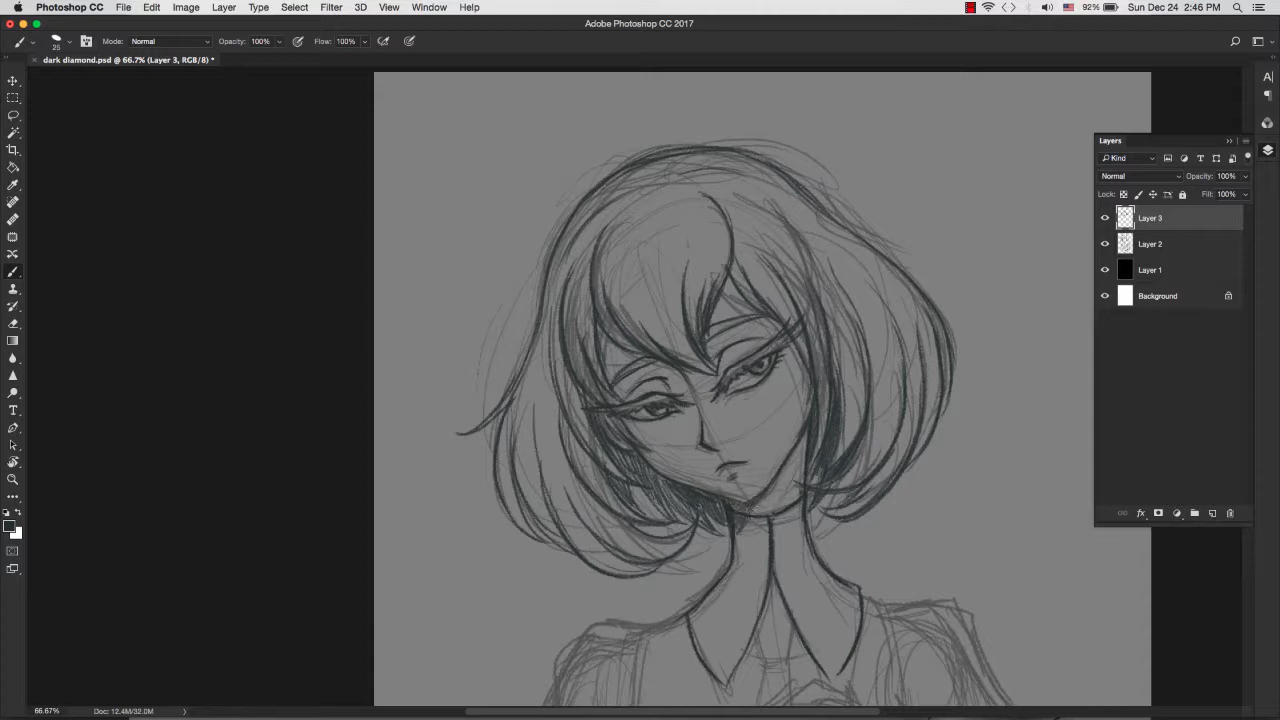 Photoshop CC File Edit Image Layer Type Select Filter 3D View Window Help 92% Sun Dec 24 2:46 PM
Adobe Photoshop CC 2017
25 Mode: Normal Opacity: 100% Flow: 100%
dark diamond.psd @ 66.7% (Layer 3, RGB/8) *
Layers
Kind
Normal Opacity: 100%
Lock: Fill: 100%
Layer 3
Layer 2
Layer 1
Background
fx
66.67% Doc: 12.4M/32.0M